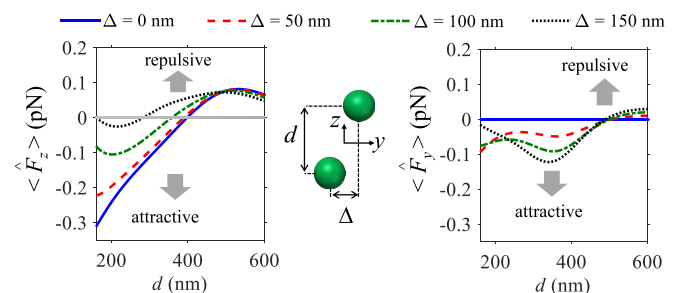 Δ = 0 nm Δ = 50 nm Δ = 100 nm Δ = 150 nm
0.2
0.1
0
-0.1
-0.2
-0.3
< F̂z > (pN)
repulsive
attractive
200 400 600
d (nm)
d
z
y
Δ
0.2
0.1
0
-0.1
-0.2
-0.3
< F̂y > (pN)
repulsive
attractive
200 400 600
d (nm)